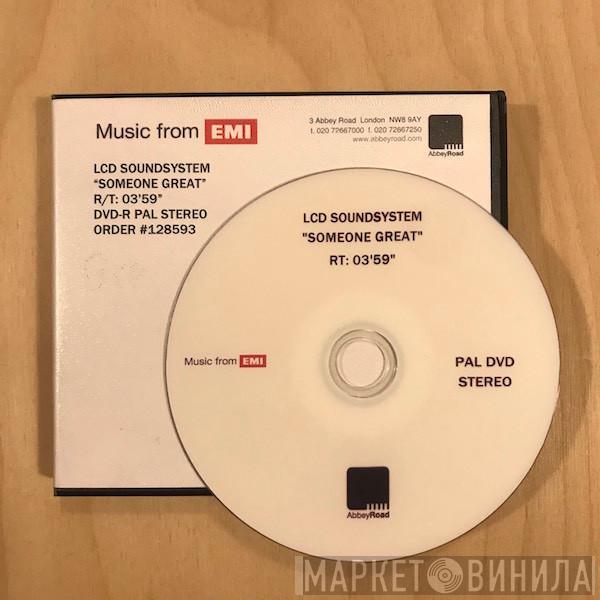 Music from EMI
3 Abbey Road London NW8 9AY
t. 020 72667000 f. 020 72667250
www.abbeyroad.com
AbbeyRoad
LCD SOUNDSYSTEM
"SOMEONE GREAT"
R/T: 03'59"
DVD-R PAL STEREO
ORDER #128593
LCD SOUNDSYSTEM
"SOMEONE GREAT"
RT: 03'59"
Music from EMI
PAL DVD
STEREO
AbbeyRoad
МАРКЕТ ВИНИЛА